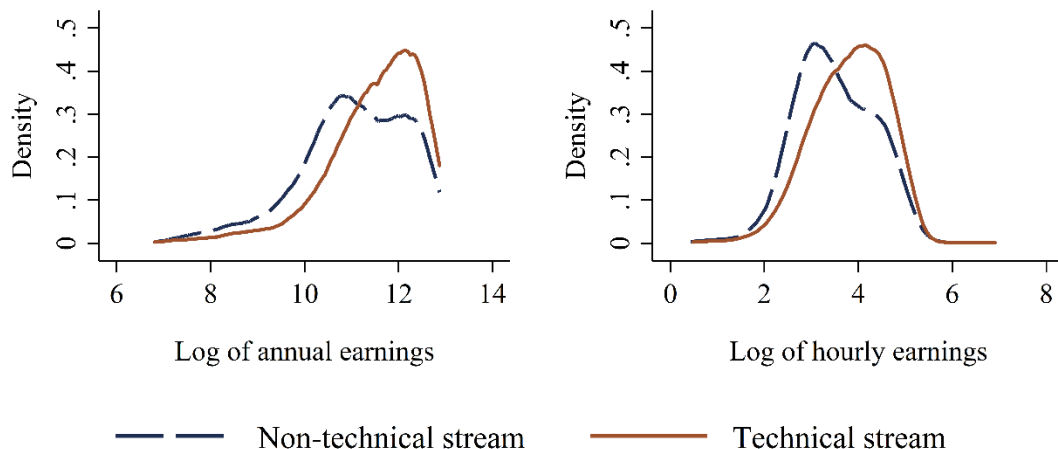 Density
.5
.4
.3
.2
.1
0
6 8 10 12 14
Log of annual earnings
Density
.5
.4
.3
.2
.1
0
0 2 4 6 8
Log of hourly earnings
Non-technical stream Technical stream